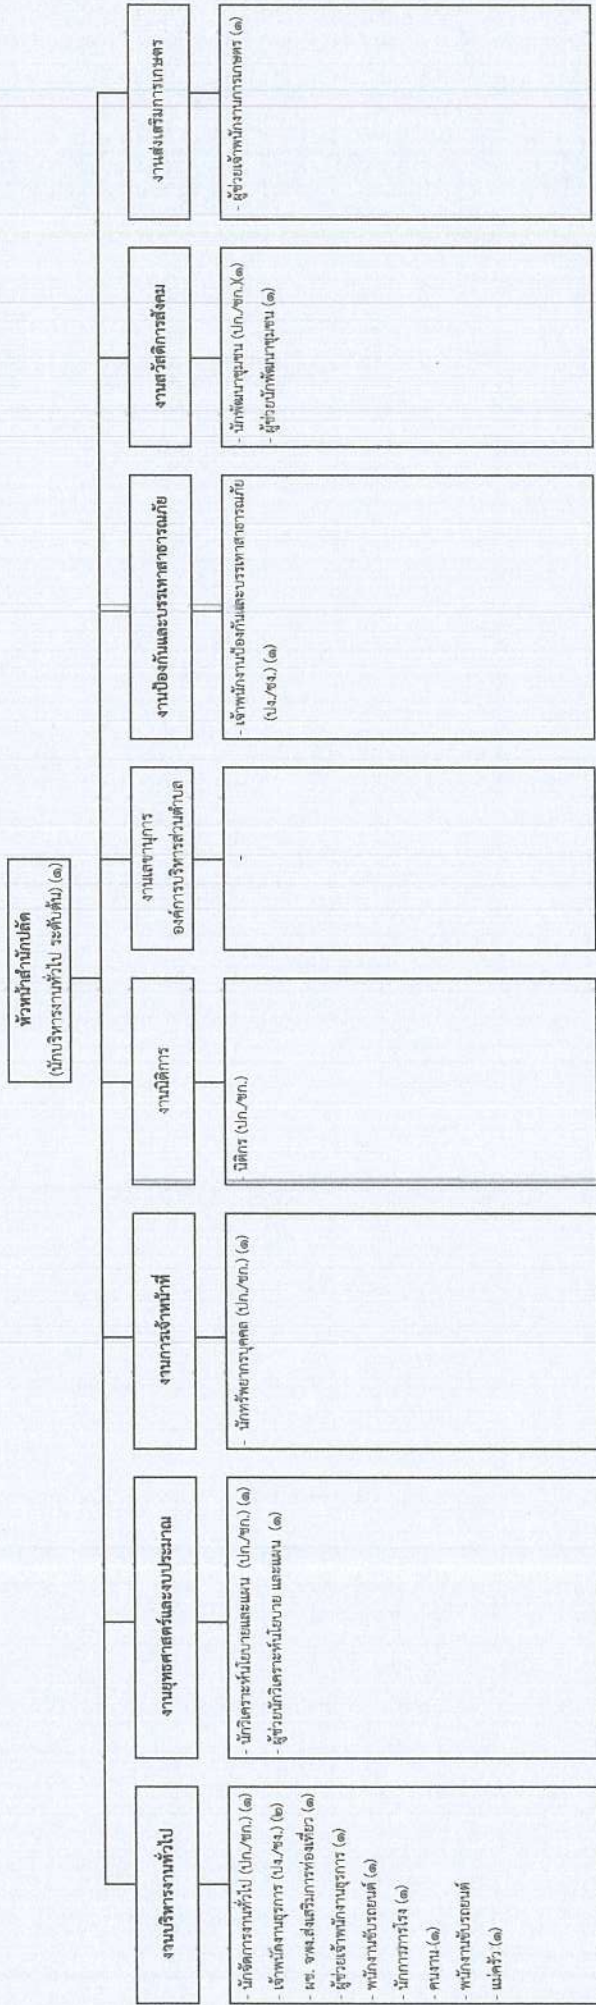 หัวหน้าสำนักปลัด
(นักบริหารงานทั่วไป ระดับต้น) (๑)
งานบริหารงานทั่วไป
- นักจัดการงานทั่วไป (ปก./ชก.) (๑)
- เจ้าพนักงานธุรการ (ปง./ชง.) (๒)
- ผช. จพง.ส่งเสริมการท่องเที่ยว (๑)
- ผู้ช่วยเจ้าพนักงานธุรการ (๑)
- พนักงานขับรถยนต์ (๑)
- นักการภารโรง (๑)
- คนงาน (๑)
- พนักงานขับรถยนต์
- แม่ครัว (๑)
งานยุทธศาสตร์และงบประมาณ
- นักวิเคราะห์นโยบายและแผน (ปก./ชก.) (๑)
- ผู้ช่วยนักวิเคราะห์นโยบาย และแผน (๑)
งานการเจ้าหน้าที่
- นักทรัพยากรบุคคล (ปก./ชก.) (๑)
งานนิติการ
- นิติกร (ปก./ชก.)
งานเลขานุการ
องค์การบริหารส่วนตำบล
-
งานป้องกันและบรรเทาสาธารณภัย
- เจ้าพนักงานป้องกันและบรรเทาสาธารณภัย
(ปง./ชง.) (๑)
งานสวัสดิการสังคม
- นักพัฒนาชุมชน (ปก./ชก.)(๑)
- ผู้ช่วยนักพัฒนาชุมชน (๑)
งานส่งเสริมการเกษตร
- ผู้ช่วยเจ้าพนักงานการเกษตร (๑)